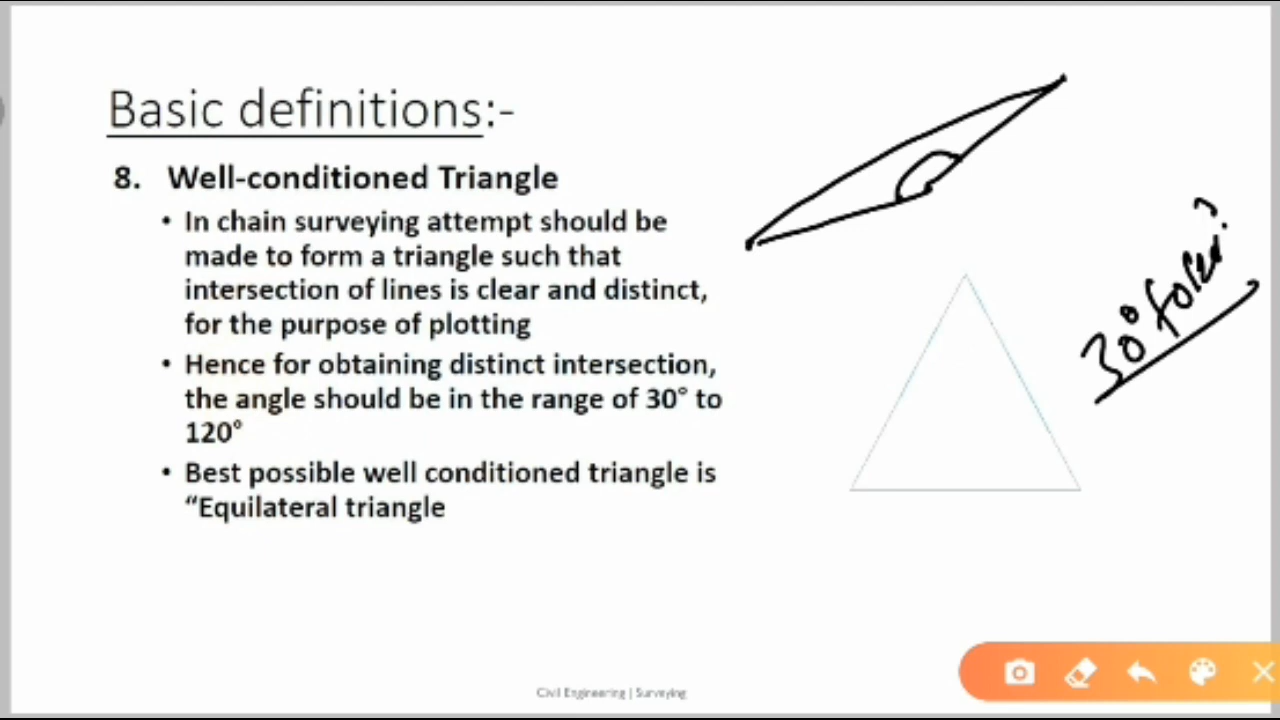 Basic definitions:-
8. Well-conditioned Triangle
• In chain surveying attempt should be
made to form a triangle such that
intersection of lines is clear and distinct,
for the purpose of plotting
• Hence for obtaining distinct intersection,
the angle should be in the range of 30° to
120°
• Best possible well conditioned triangle is
“Equilateral triangle
30°
Civil Engineering | Surveying